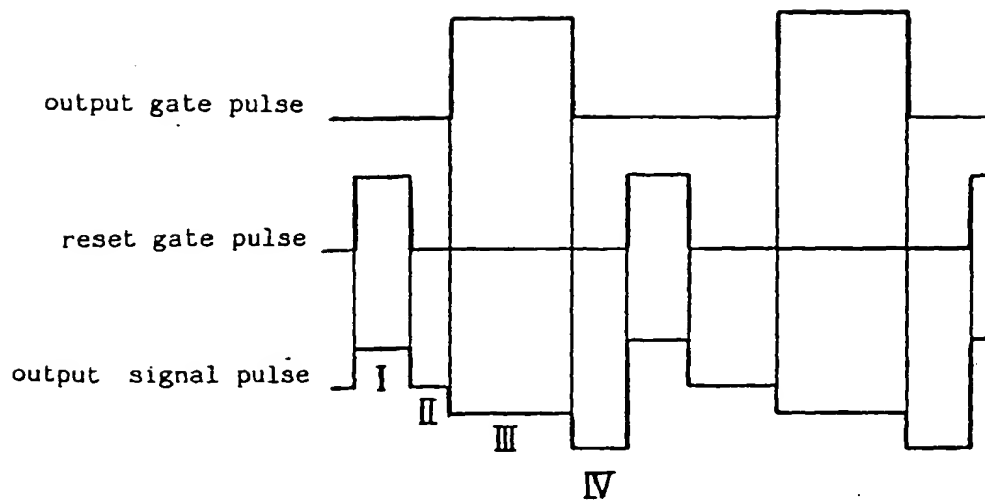 output gate pulse
reset gate pulse
output signal pulse
I
II
III
IV